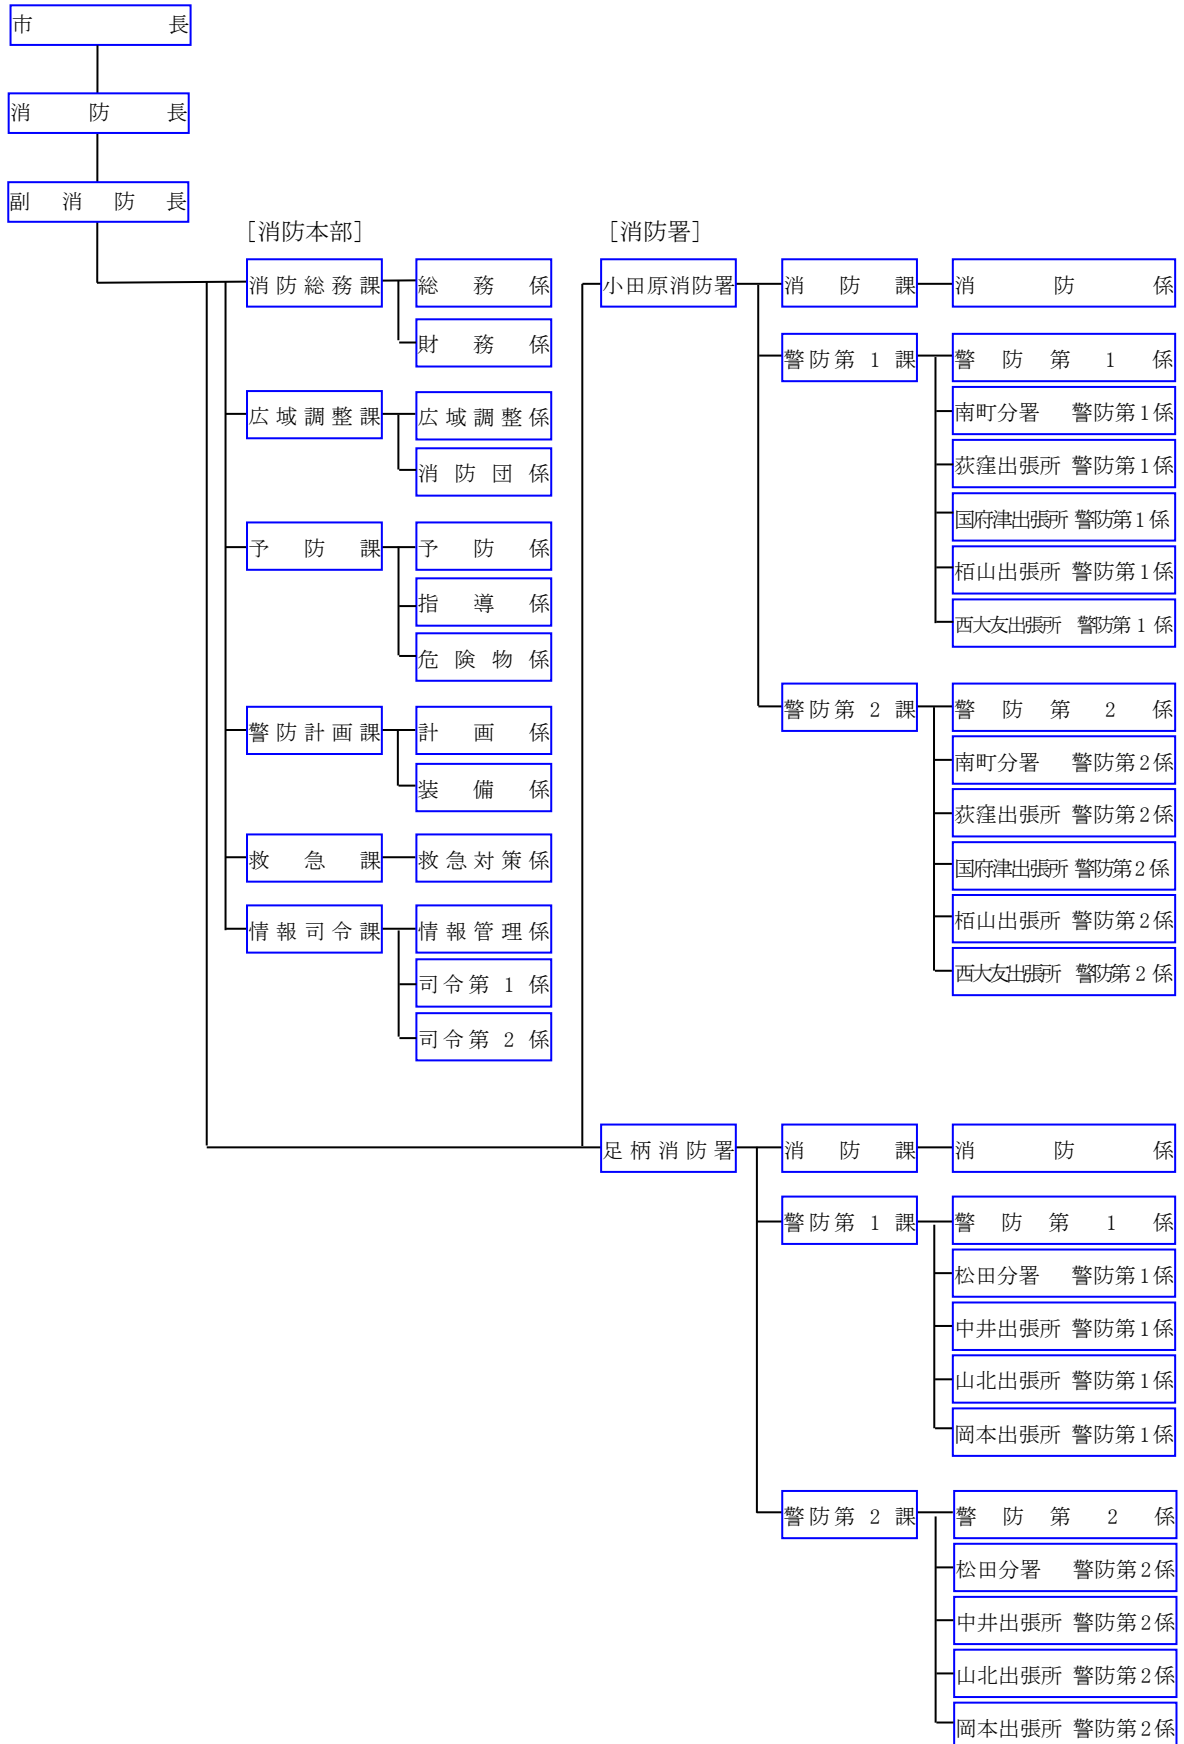 市長
消防長
副消防長
[消防本部]
消防総務課
総務係
財務係
広域調整課
広域調整係
消防団係
予防課
予防係
指導係
危険物係
警防計画課
計画係
装備係
救急課
救急対策係
情報司令課
情報管理係
司令第1係
司令第2係
[消防署]
小田原消防署
消防課
消防係
警防第1課
警防第1係
南町分署 警防第1係
荻窪出張所 警防第1係
国府津出張所 警防第1係
栢山出張所 警防第1係
西大友出張所 警防第1係
警防第2課
警防第2係
南町分署 警防第2係
荻窪出張所 警防第2係
国府津出張所 警防第2係
栢山出張所 警防第2係
西大友出張所 警防第2係
足柄消防署
消防課
消防係
警防第1課
警防第1係
松田分署 警防第1係
中井出張所 警防第1係
山北出張所 警防第1係
岡本出張所 警防第1係
警防第2課
警防第2係
松田分署 警防第2係
中井出張所 警防第2係
山北出張所 警防第2係
岡本出張所 警防第2係